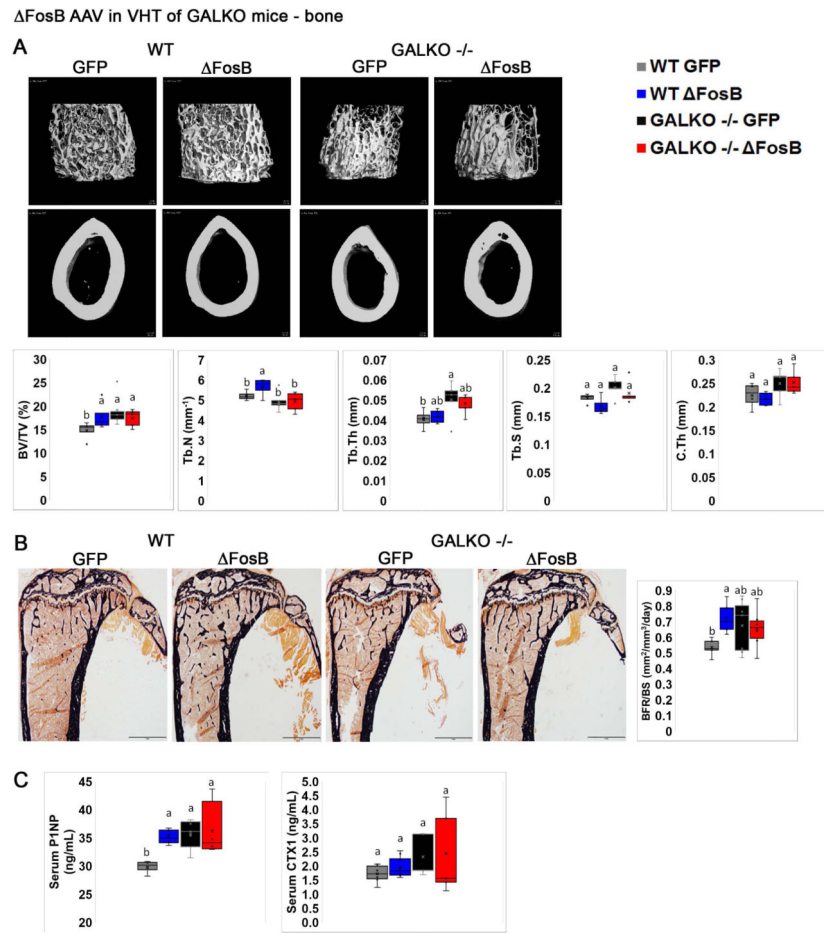 ΔFosB AAV in VHT of GALKO mice - bone
A
WT
GALKO -/-
GFP
ΔFosB
GFP
ΔFosB
WT GFP
WT ΔFosB
GALKO -/- GFP
GALKO -/- ΔFosB
BV/TV (%)
30
25
20
15
10
5
0
b
a
a
a
Tb.N (mm⁻¹)
7
6
5
4
3
2
1
0
b
a
b
b
Tb.Th (mm)
0.07
0.06
0.05
0.04
0.03
0.02
0.01
0
b
ab
a
ab
Tb.S (mm)
0.25
0.2
0.15
0.1
0.05
0
a
a
a
a
C.Th (mm)
0.3
0.25
0.2
0.15
0.1
0.05
0
a
a
a
a
B
WT
GALKO -/-
GFP
ΔFosB
GFP
ΔFosB
BFR/BS (mm²/mm³/day)
0.9
0.8
0.7
0.6
0.5
0.4
0.3
0.2
0.1
0
b
a
ab
ab
C
Serum P1NP
(ng/mL)
45
40
35
30
25
20
b
a
a
a
Serum CTX1
(ng/mL)
5.0
4.5
4.0
3.5
3.0
2.5
2.0
1.5
1.0
0.5
0.0
a
a
a
a